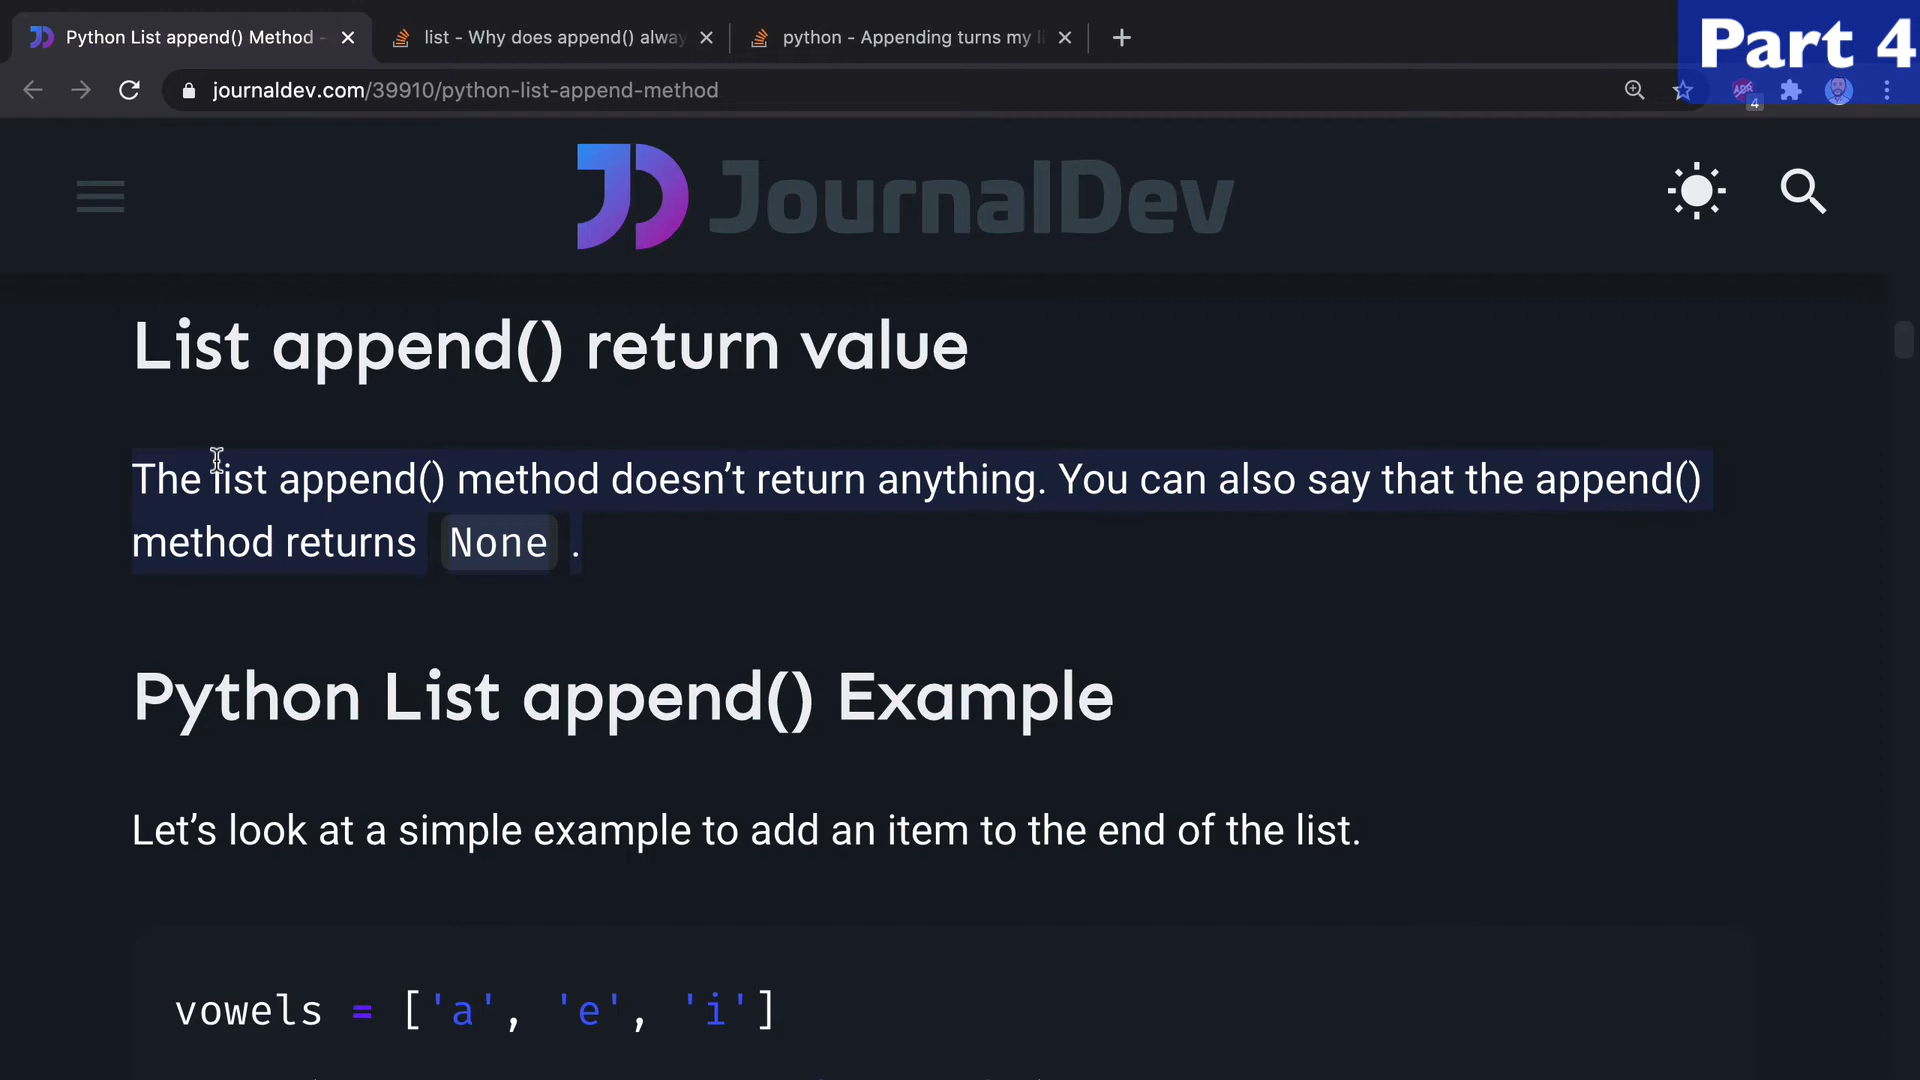 Python List append() Method -
list - Why does append() alway
python - Appending turns my li
Part 4
journaldev.com/39910/python-list-append-method
4
JournalDev
List append() return value
The list append() method doesn’t return anything. You can also say that the append()
method returns None .
Python List append() Example
Let’s look at a simple example to add an item to the end of the list.
vowels = ['a', 'e', 'i']